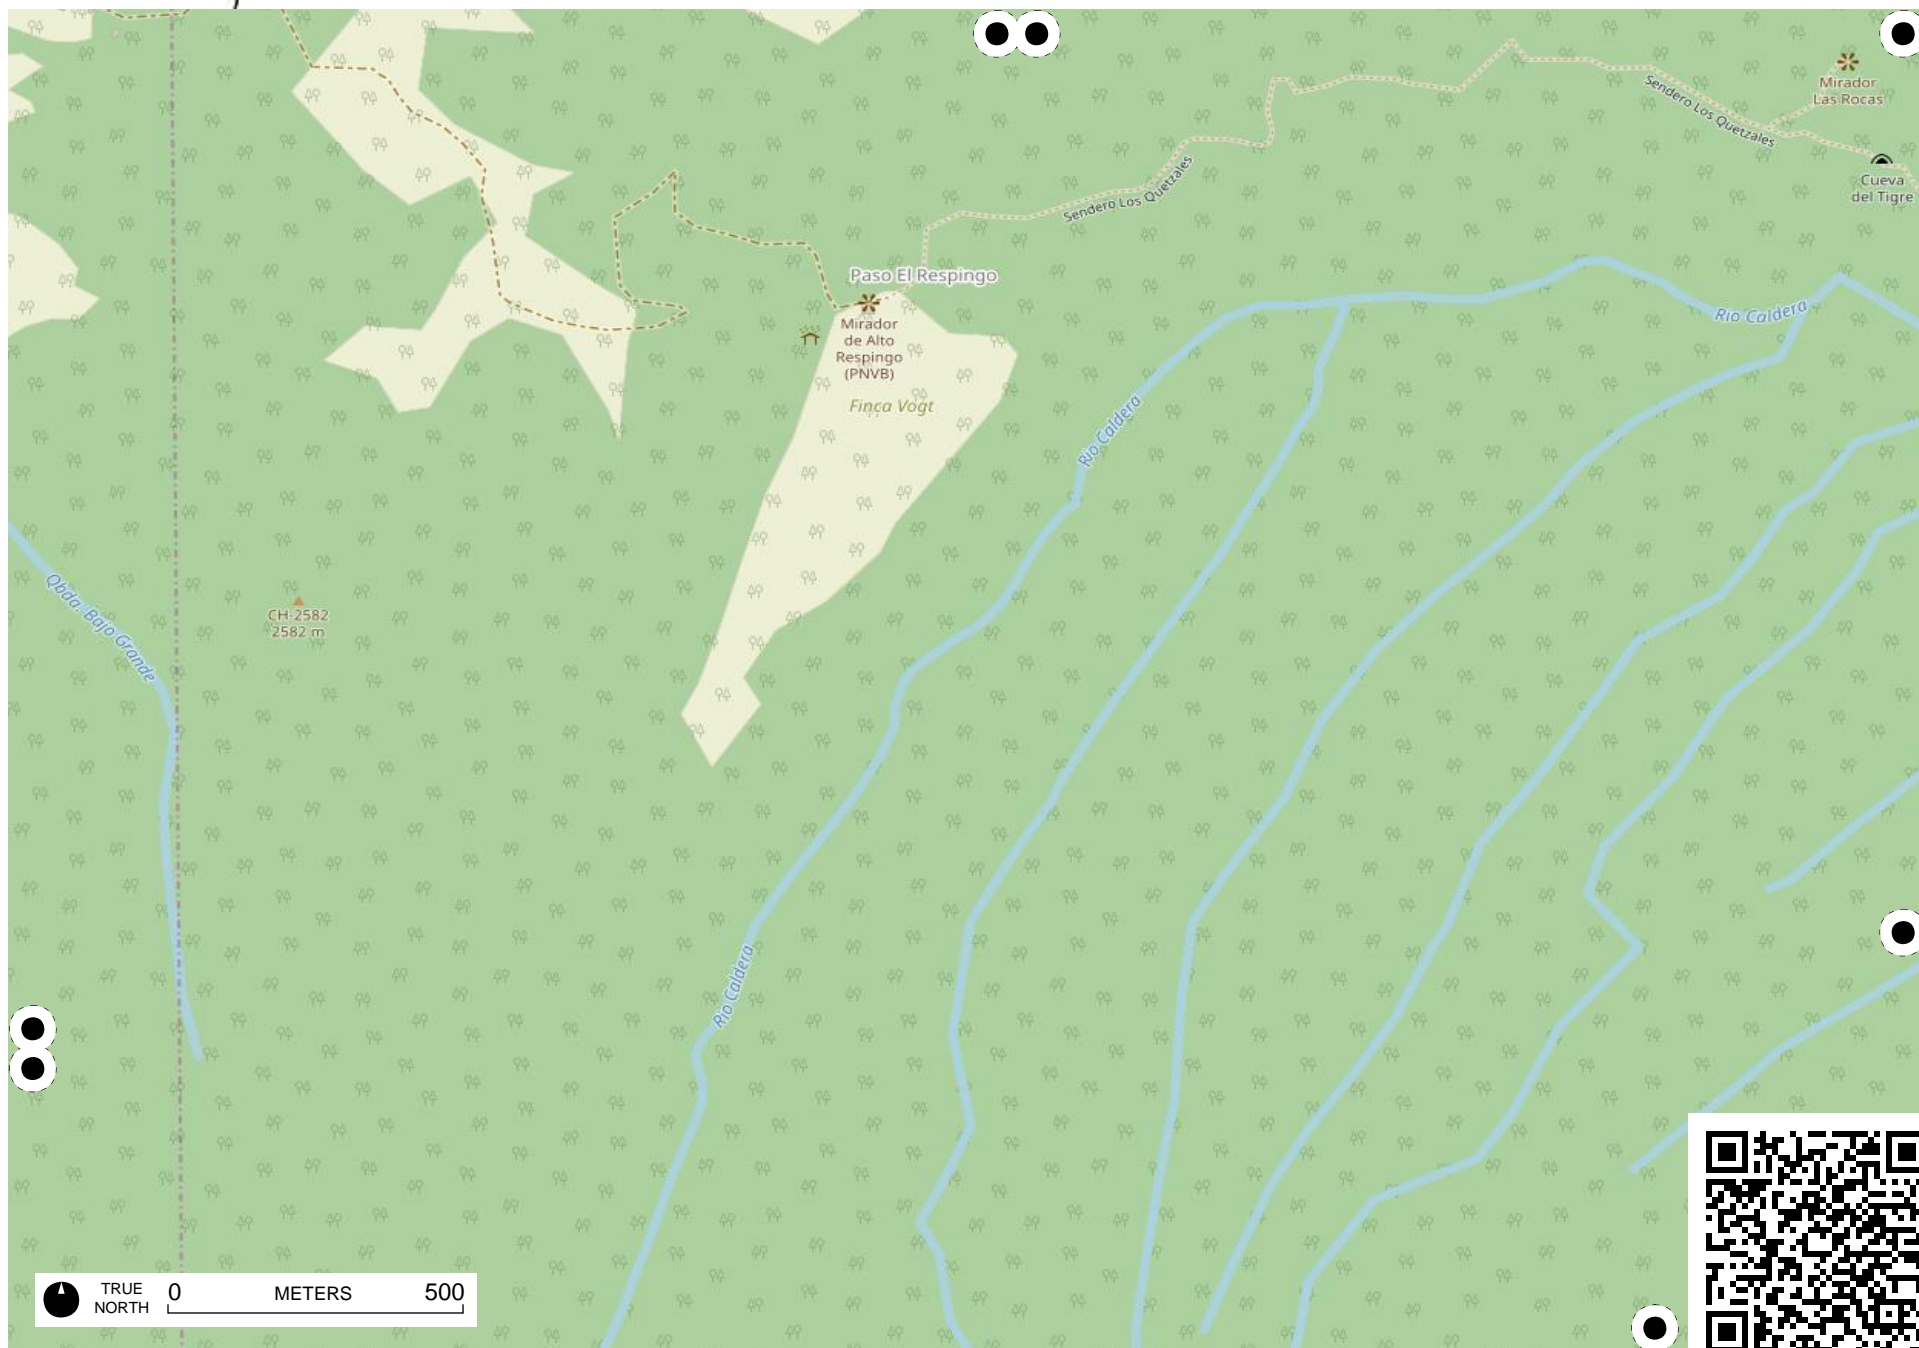 Mirador
Las Rocas
Sendero Los Quetzales
Cueva
del Tigre
Sendero Los Quetzales
Paso El Respingo
Mirador
de Alto
Respingo
(PNVB)
Finca Vogt
Río Caldera
Río Caldera
Qbda. Bajo Grande
CH-2582
2582 m
Río Caldera
TRUE
NORTH
0 METERS 500